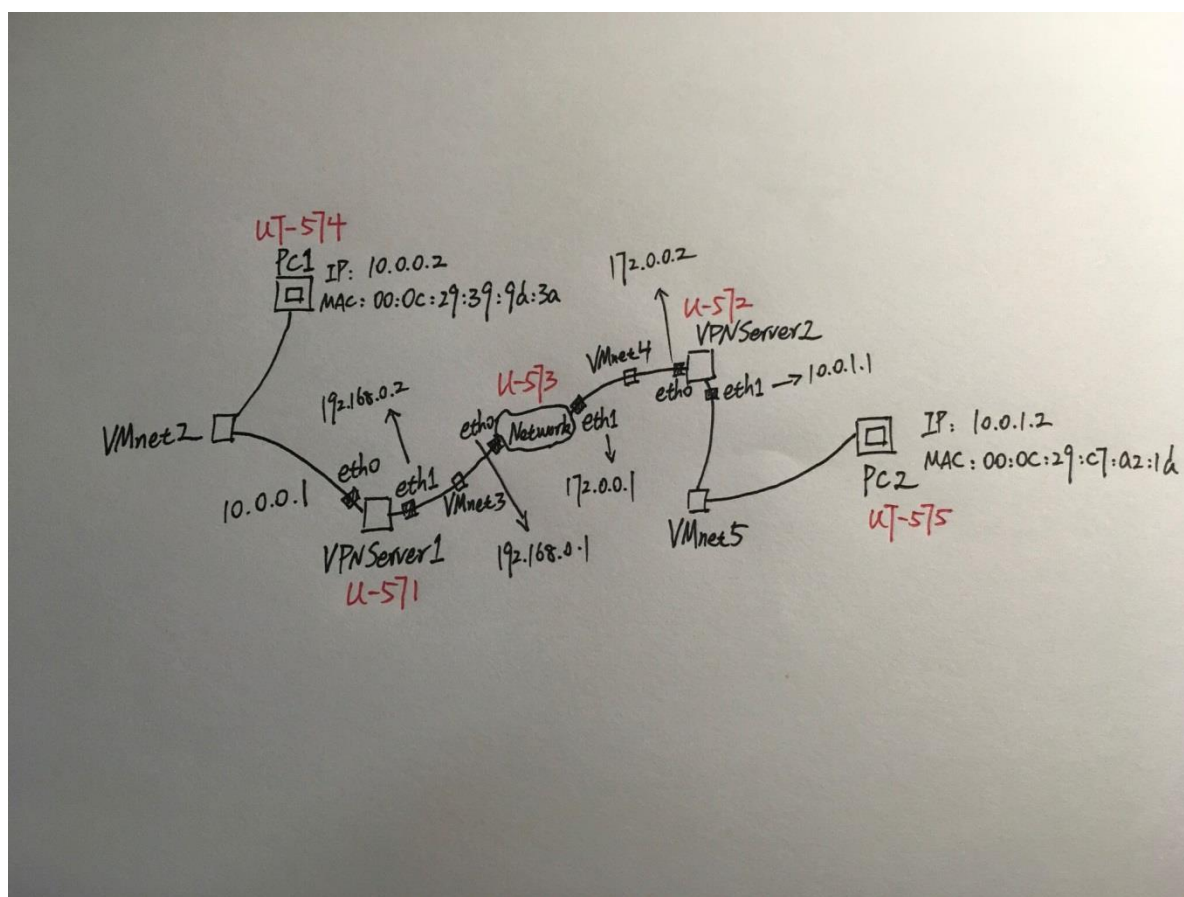 UT-574
PC1
IP: 10.0.0.2
MAC: 00:0C:29:39:9d:3a
172.0.0.2
U-572
VPNServer2
VMnet4
eth0
eth1 → 10.0.1.1
U-573
Network
eth0
eth1
172.0.0.1
192.168.0.2
VMnet2
eth0
10.0.0.1
eth1
VMnet3
192.168.0.1
VPNServer1
U-571
IP: 10.0.1.2
MAC: 00:0C:29:C7:a2:1d
PC2
UT-575
VMnet5